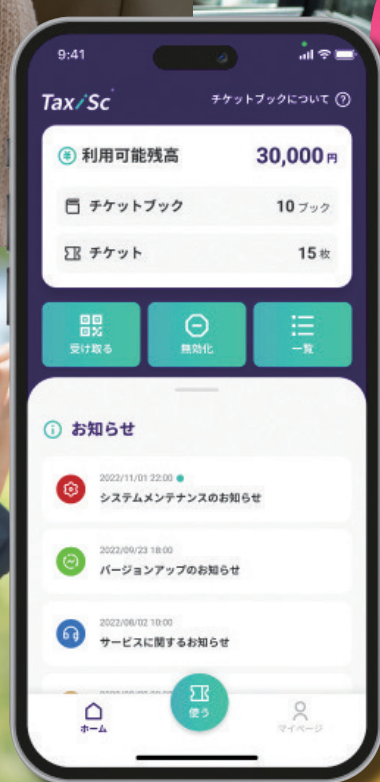 9:41
Tax/Sc
チケットブックについて ?
利用可能残高 30,000円
チケットブック 10ブック
チケット 15枚
受け取る 無効化 一覧
お知らせ
2022/11/01 22:00
システムメンテナンスのお知らせ
2022/09/23 18:00
バージョンアップのお知らせ
2022/08/02 10:00
サービスに関するお知らせ
ホーム 使う マイページ